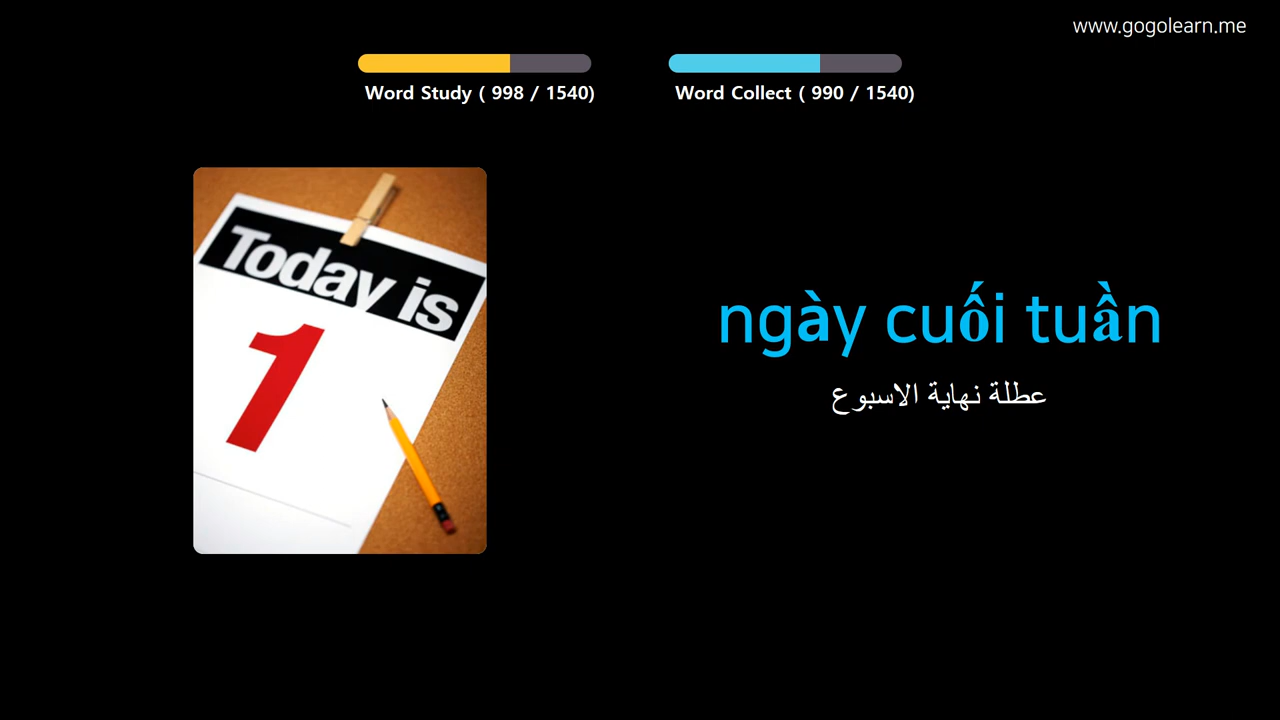 www.gogolearn.me
Word Study ( 998 / 1540)
Word Collect ( 990 / 1540)
Today is
1
ngày cuối tuần
عطلة نهاية الاسبوع